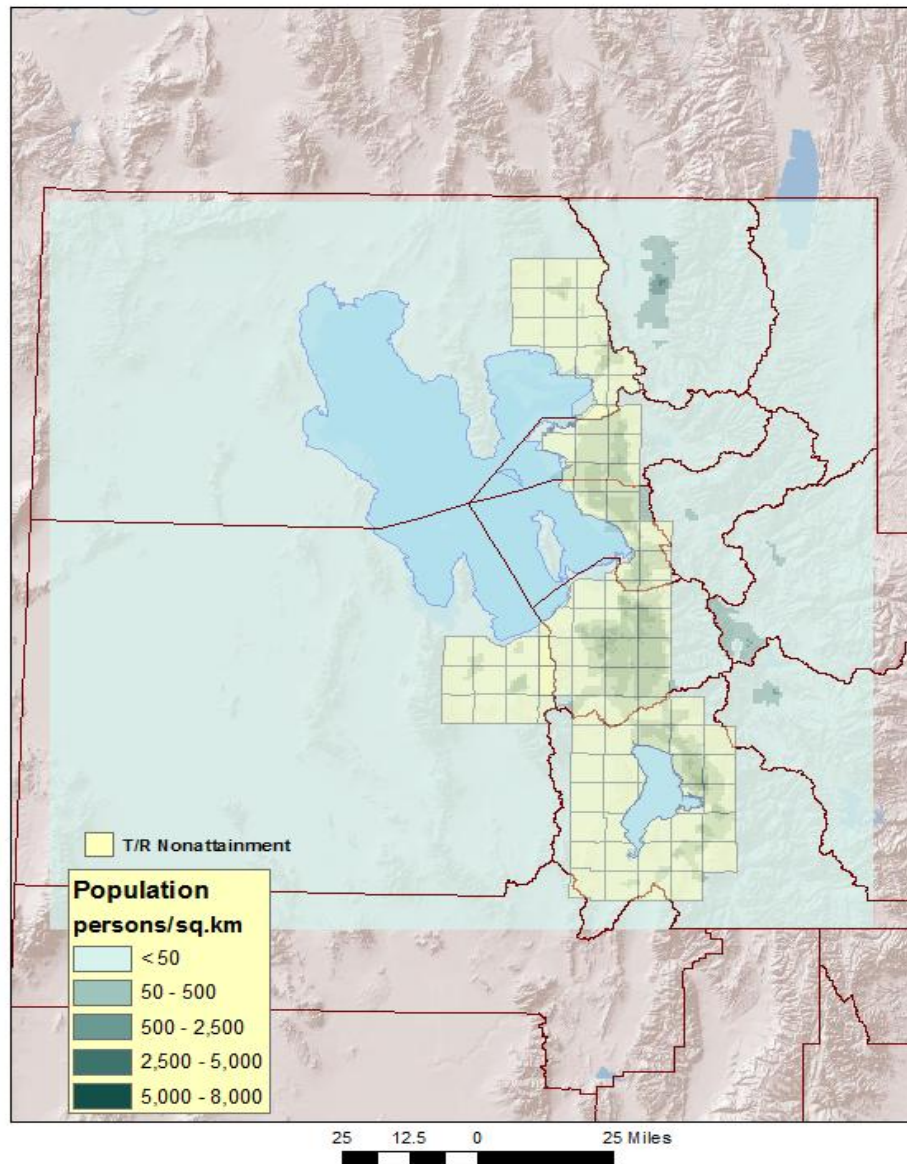 T/R Nonattainment
Population
persons/sq.km
< 50
50 - 500
500 - 2,500
2,500 - 5,000
5,000 - 8,000
25 12.5 0 25 Miles